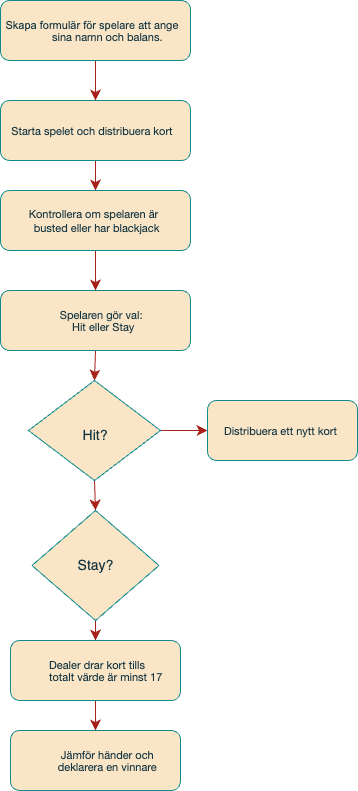 Skapa formulär för spelare att ange
sina namn och balans.
Starta spelet och distribuera kort
Kontrollera om spelaren är
busted eller har blackjack
Spelaren gör val:
Hit eller Stay
Hit?
Distribuera ett nytt kort
Stay?
Dealer drar kort tills
totalt värde är minst 17
Jämför händer och
deklarera en vinnare